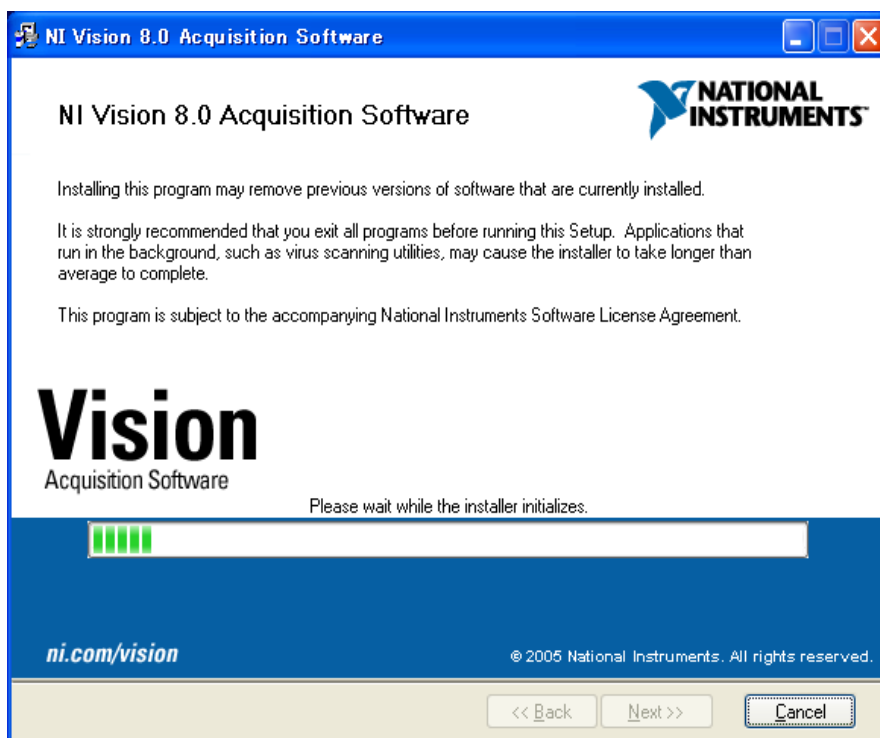 NI Vision 8.0 Acquisition Software
NI Vision 8.0 Acquisition Software
NATIONAL
INSTRUMENTS™
Installing this program may remove previous versions of software that are currently installed.
It is strongly recommended that you exit all programs before running this Setup. Applications that
run in the background, such as virus scanning utilities, may cause the installer to take longer than
average to complete.
This program is subject to the accompanying National Instruments Software License Agreement.
Vision
Acquisition Software
Please wait while the installer initializes.
ni.com/vision
© 2005 National Instruments. All rights reserved.
<< Back
Next >>
Cancel